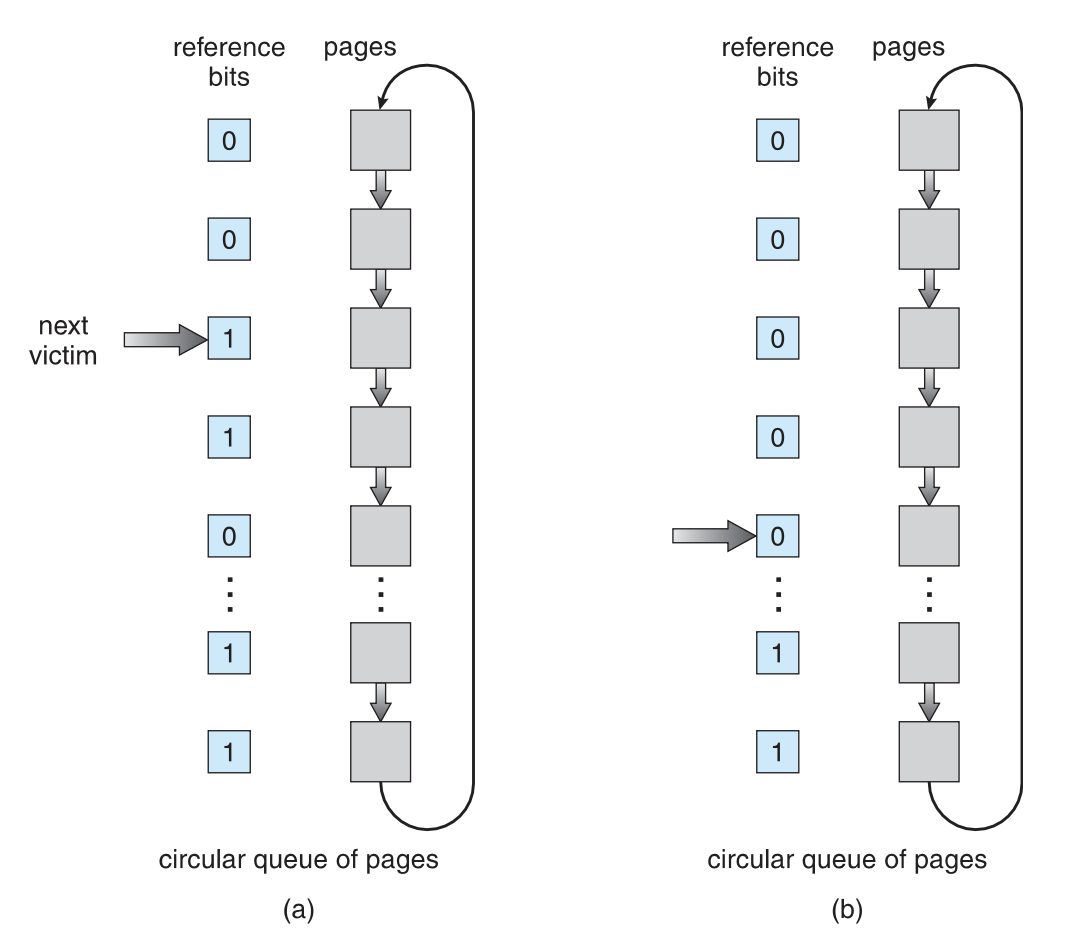 reference pages
bits
0
0
next
victim
1
1
0
1
1
circular queue of pages
(a)
reference pages
bits
0
0
0
0
0
1
1
circular queue of pages
(b)